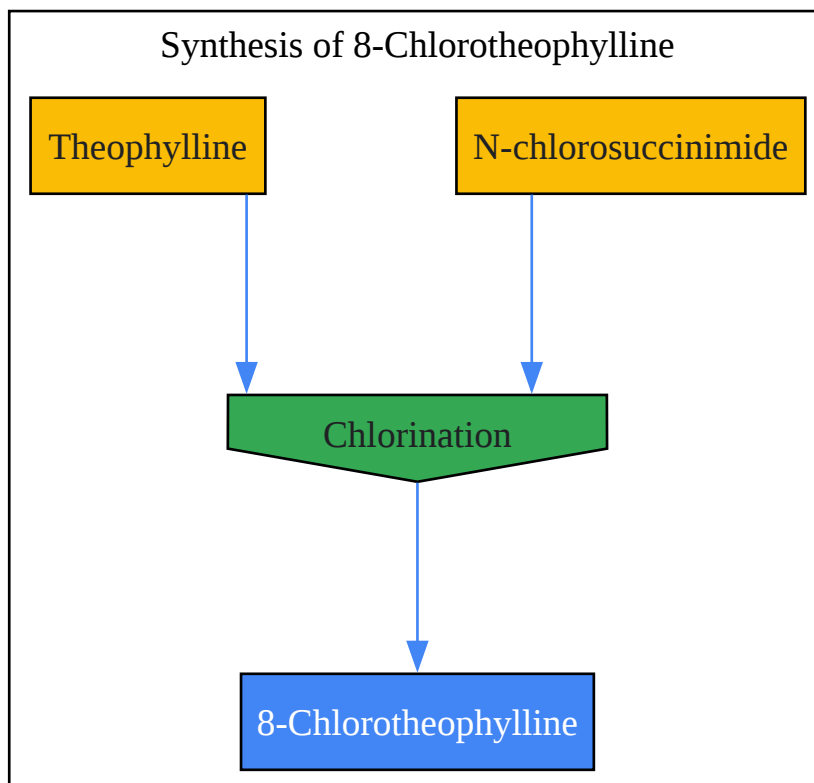 Synthesis of 8-Chlorotheophylline
Theophylline
N-chlorosuccinimide
Chlorination
8-Chlorotheophylline